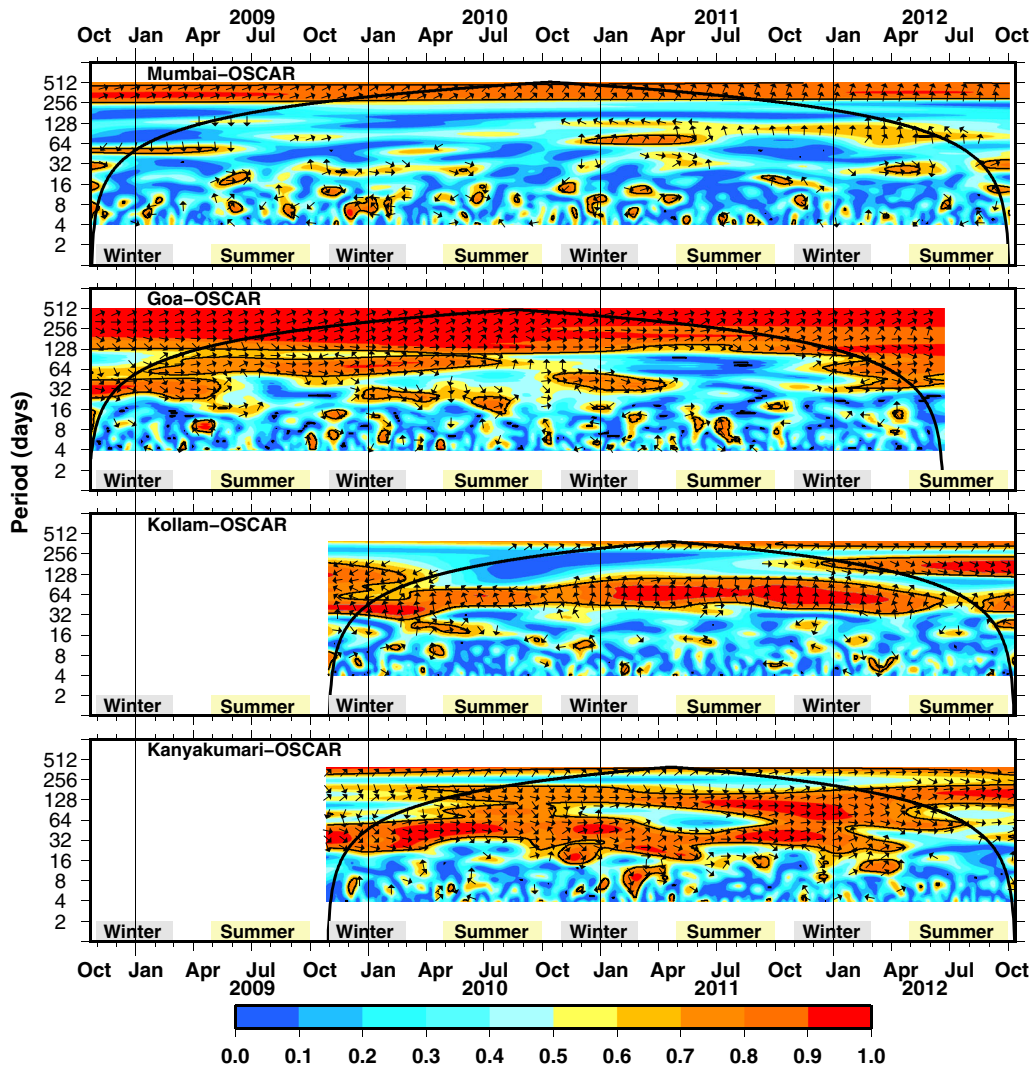 2009 2010 2011 2012
Oct Jan Apr Jul Oct Jan Apr Jul Oct Jan Apr Jul Oct Jan Apr Jul Oct
Mumbai−OSCAR
512
256
128
64
32
16
8
4
2
Winter Summer Winter Summer Winter Summer Winter Summer
Goa−OSCAR
512
256
128
64
32
16
8
4
2
Winter Summer Winter Summer Winter Summer Winter Summer
Period (days)
Kollam−OSCAR
512
256
128
64
32
16
8
4
2
Winter Summer Winter Summer Winter Summer Winter Summer
Kanyakumari−OSCAR
512
256
128
64
32
16
8
4
2
Winter Summer Winter Summer Winter Summer Winter Summer
Oct Jan Apr Jul Oct Jan Apr Jul Oct Jan Apr Jul Oct Jan Apr Jul Oct
2009 2010 2011 2012
0.0 0.1 0.2 0.3 0.4 0.5 0.6 0.7 0.8 0.9 1.0